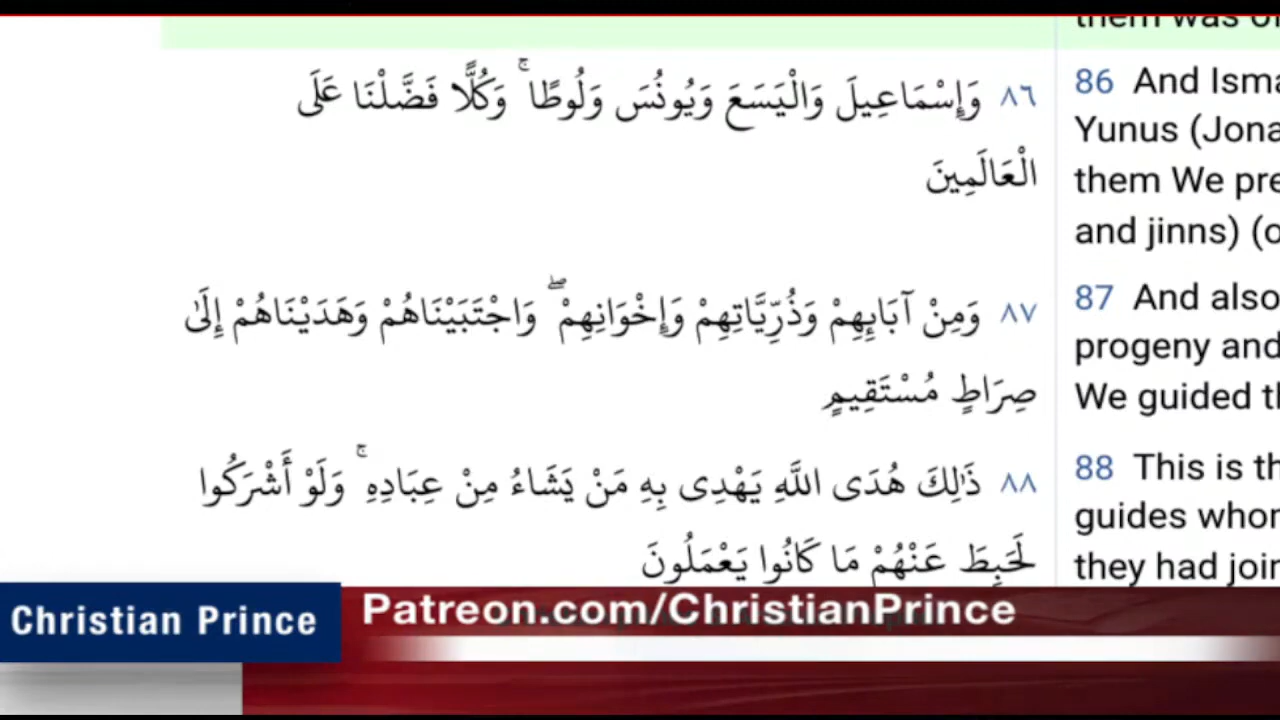 ٨٦ وَإِسْمَاعِيلَ وَالْيَسَعَ وَيُونُسَ وَلُوطًا ۚ وَكُلًّا فَضَّلْنَا عَلَى
الْعَالَمِينَ
٨٧ وَمِنْ آبَائِهِمْ وَذُرِّيَّاتِهِمْ وَإِخْوَانِهِمْ ۖ وَاجْتَبَيْنَاهُمْ وَهَدَيْنَاهُمْ إِلَىٰ
صِرَاطٍ مُسْتَقِيمٍ
٨٨ ذَٰلِكَ هُدَى اللَّهِ يَهْدِى بِهِ مَنْ يَشَاءُ مِنْ عِبَادِهِ ۚ وَلَوْ أَشْرَكُوا
لَحَبِطَ عَنْهُمْ مَا كَانُوا يَعْمَلُونَ
them was
86 And Isma
Yunus (Jona
them We pre
and jinns) (o
87 And also
progeny and
We guided th
88 This is th
guides whom
they had join
Christian Prince
Patreon.com/ChristianPrince